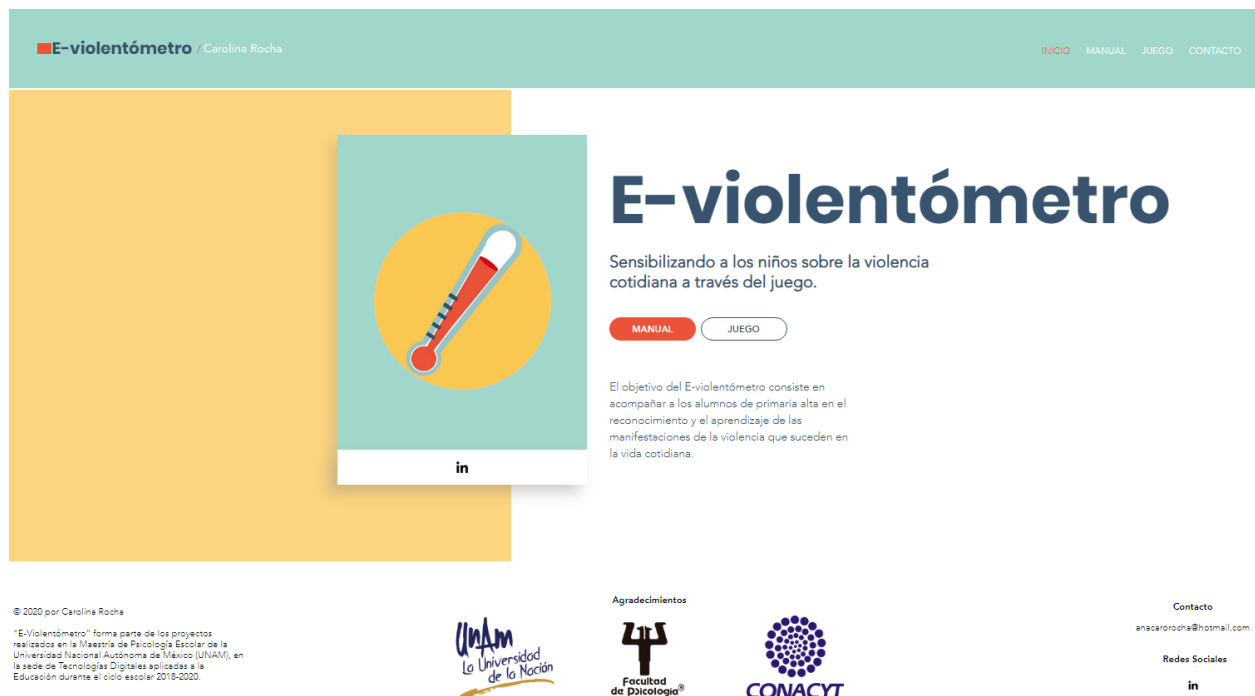 E-violentómetro / Carolina Rocha
INICIO MANUAL JUEGO CONTACTO
E-violentómetro
Sensibilizando a los niños sobre la violencia
cotidiana a través del juego.
MANUAL JUEGO
El objetivo del E-violentómetro consiste en
acompañar a los alumnos de primaria alta en el
reconocimiento y el aprendizaje de las
manifestaciones de la violencia que suceden en
la vida cotidiana.
in
© 2020 por Carolina Rocha
"E-Violentómetro" forma parte de los proyectos
realizados en la Maestría de Psicología Escolar de la
Universidad Nacional Autónoma de México (UNAM), en
la sede de Tecnologías Digitales aplicadas a la
Educación durante el ciclo escolar 2018-2020.
UNAM
La Universidad
de la Nación
Agradecimientos
Facultad
de Psicología®
CONACYT
Contacto
anacarorocha@hotmail.com
Redes Sociales
in